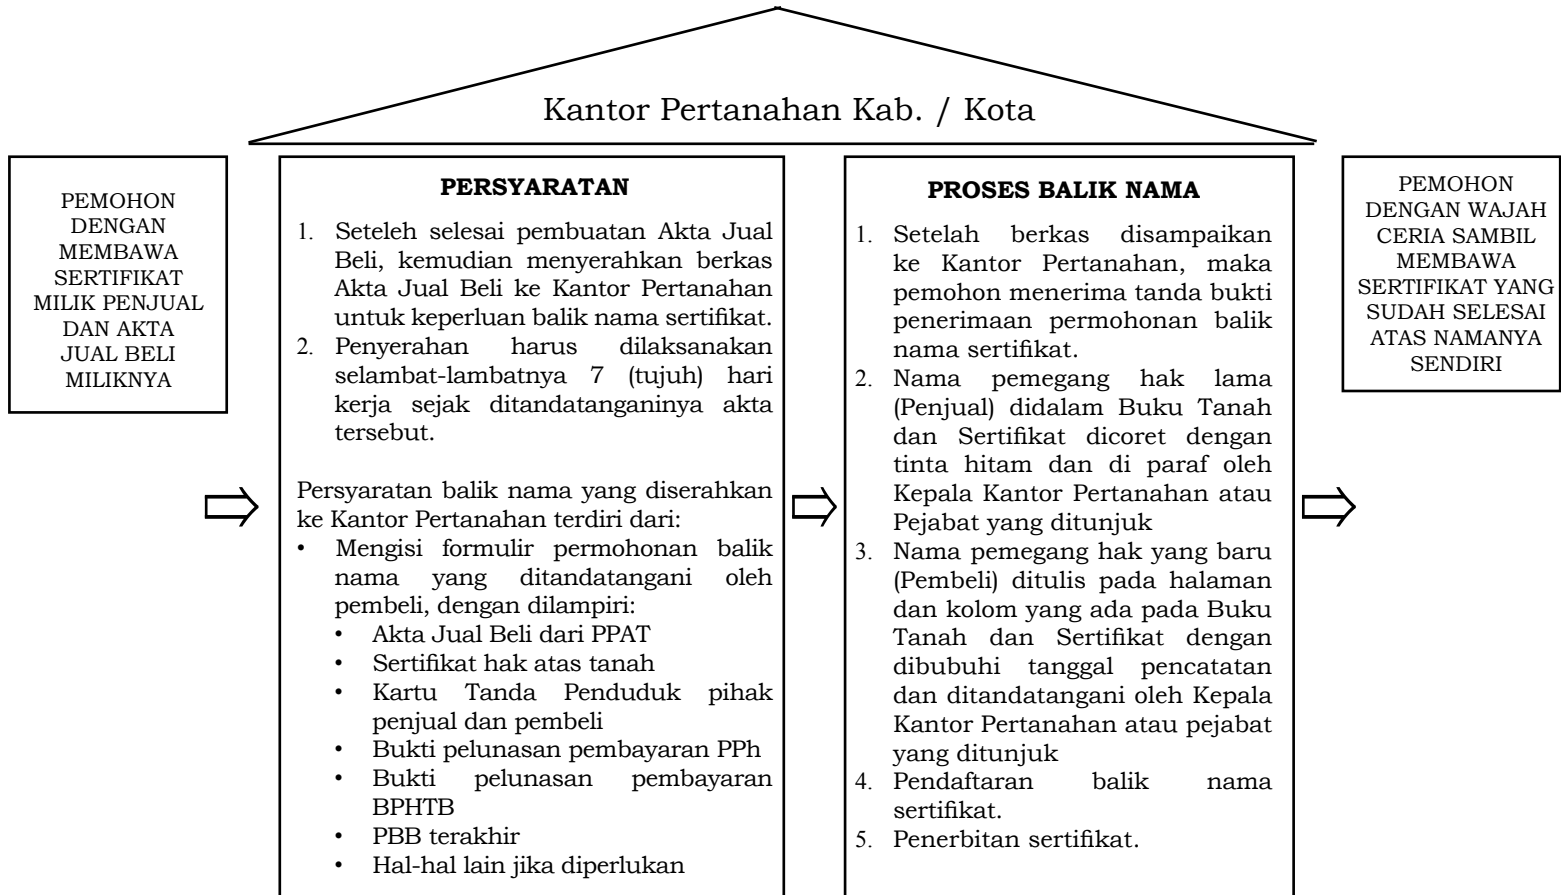 Kantor Pertanahan Kab. / Kota
PEMOHON
DENGAN
MEMBAWA
SERTIFIKAT
MILIK PENJUAL
DAN AKTA
JUAL BELI
MILIKNYA
PERSYARATAN
1. Seteleh selesai pembuatan Akta Jual
Beli, kemudian menyerahkan berkas
Akta Jual Beli ke Kantor Pertanahan
untuk keperluan balik nama sertifikat.
2. Penyerahan harus dilaksanakan
selambat-lambatnya 7 (tujuh) hari
kerja sejak ditandatanganinya akta
tersebut.
Persyaratan balik nama yang diserahkan
ke Kantor Pertanahan terdiri dari:
• Mengisi formulir permohonan balik
nama yang ditandatangani oleh
pembeli, dengan dilampiri:
• Akta Jual Beli dari PPAT
• Sertifikat hak atas tanah
• Kartu Tanda Penduduk pihak
penjual dan pembeli
• Bukti pelunasan pembayaran PPh
• Bukti pelunasan pembayaran
BPHTB
• PBB terakhir
• Hal-hal lain jika diperlukan
PROSES BALIK NAMA
1. Setelah berkas disampaikan
ke Kantor Pertanahan, maka
pemohon menerima tanda bukti
penerimaan permohonan balik
nama sertifikat.
2. Nama pemegang hak lama
(Penjual) didalam Buku Tanah
dan Sertifikat dicoret dengan
tinta hitam dan di paraf oleh
Kepala Kantor Pertanahan atau
Pejabat yang ditunjuk
3. Nama pemegang hak yang baru
(Pembeli) ditulis pada halaman
dan kolom yang ada pada Buku
Tanah dan Sertifikat dengan
dibubuhi tanggal pencatatan
dan ditandatangani oleh Kepala
Kantor Pertanahan atau pejabat
yang ditunjuk
4. Pendaftaran balik nama
sertifikat.
5. Penerbitan sertifikat.
PEMOHON
DENGAN WAJAH
CERIA SAMBIL
MEMBAWA
SERTIFIKAT YANG
SUDAH SELESAI
ATAS NAMANYA
SENDIRI